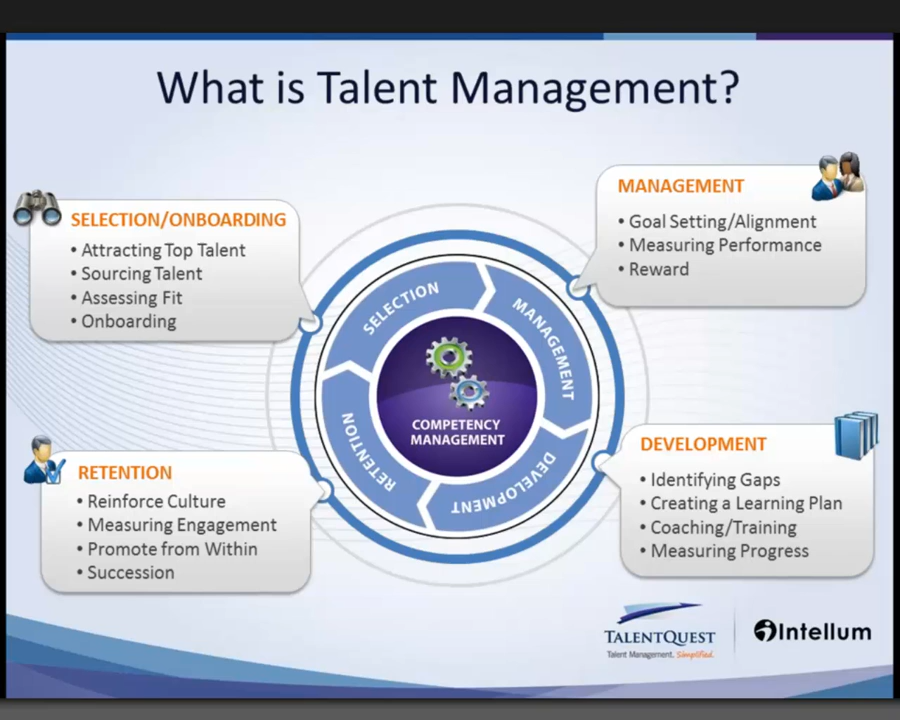 What is Talent Management?
SELECTION/ONBOARDING
• Attracting Top Talent
• Sourcing Talent
• Assessing Fit
• Onboarding
MANAGEMENT
• Goal Setting/Alignment
• Measuring Performance
• Reward
SELECTION
MANAGEMENT
DEVELOPMENT
RETENTION
COMPETENCY
MANAGEMENT
RETENTION
• Reinforce Culture
• Measuring Engagement
• Promote from Within
• Succession
DEVELOPMENT
• Identifying Gaps
• Creating a Learning Plan
• Coaching/Training
• Measuring Progress
TALENTQUEST
Talent Management. Simplified.
Intellum